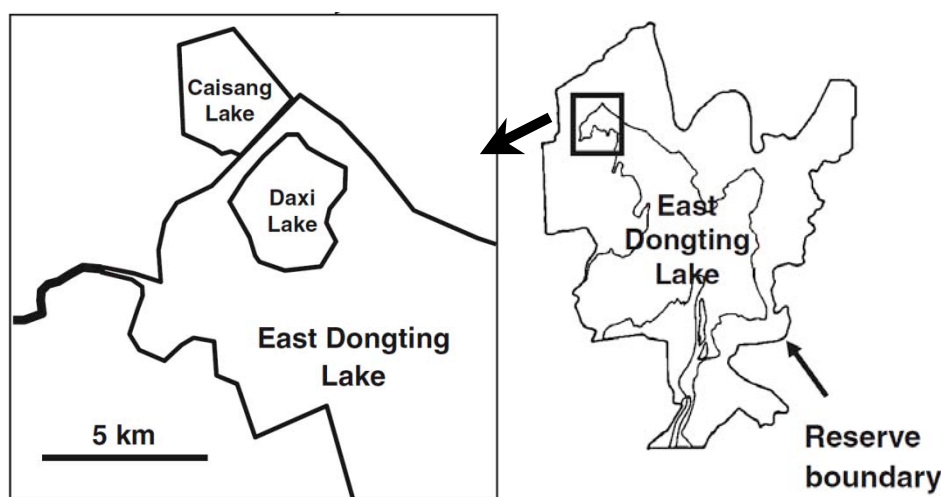 Caisang
Lake
Daxi
Lake
East Dongting
Lake
5 km
East
Dongting
Lake
Reserve
boundary